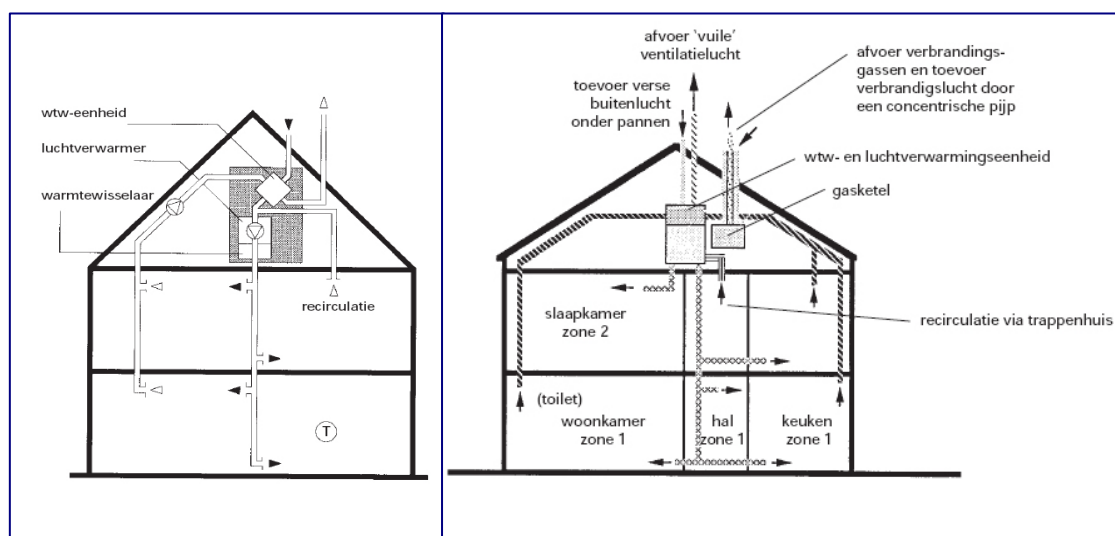 wtw-eenheid
luchtverwarmer
warmtewisselaar
recirculatie
T
afvoer 'vuile'
ventilatielucht
toevoer verse
buitenlucht
onder pannen
afvoer verbrandings-
gassen en toevoer
verbrandigslucht door
een concentrische pijp
wtw- en luchtverwarmingseenheid
gasketel
recirculatie via trappenhuis
slaapkamer
zone 2
(toilet)
woonkamer
zone 1
hal
zone 1
keuken
zone 1